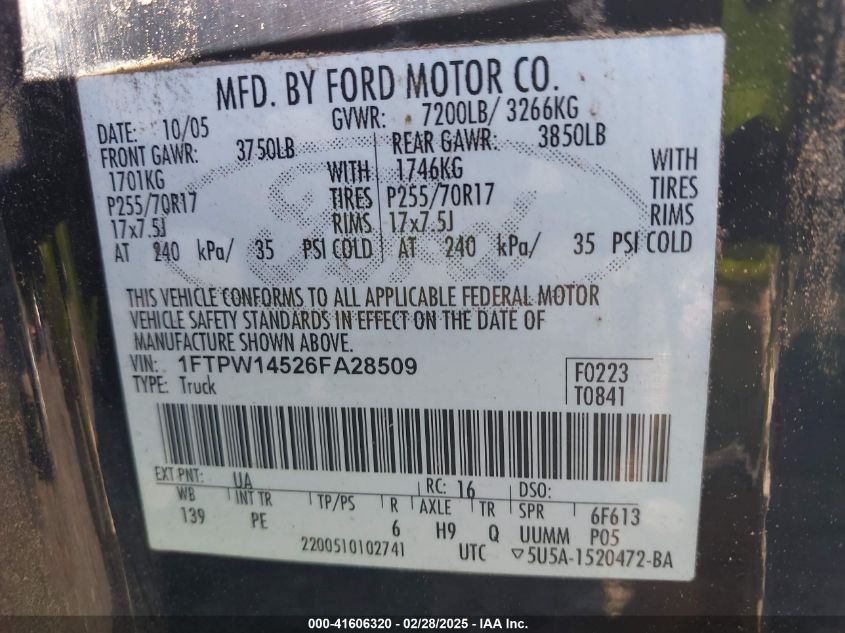 MFD. BY FORD MOTOR CO.
DATE: 10/05 GVWR: 7200LB/ 3266KG
FRONT GAWR: 3750LB REAR GAWR: 3850LB
1701KG WITH 1746KG WITH
P255/70R17 TIRES P255/70R17 TIRES
17x7.5J RIMS 17x7.5J RIMS
AT 240 kPa/ 35 PSI COLD AT 240 kPa/ 35 PSI COLD
Ford
THIS VEHICLE CONFORMS TO ALL APPLICABLE FEDERAL MOTOR
VEHICLE SAFETY STANDARDS IN EFFECT ON THE DATE OF
MANUFACTURE SHOWN ABOVE.
VIN: 1FTPW14526FA28509 F0223
TYPE: Truck T0841
EXT PNT: UA RC: 16 DSO:
WB INT TR TP/PS R AXLE TR SPR 6F613
139 PE 6 H9 Q UUMM P05
2200510102741 UTC ▽5U5A-1520472-BA
000-41606320 - 02/28/2025 - IAA Inc.